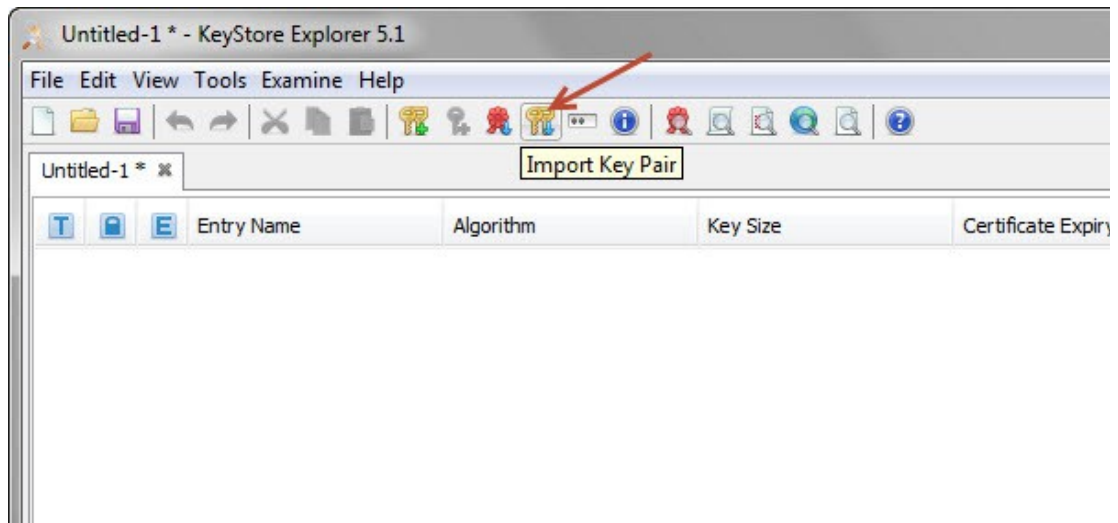 Untitled-1 * - KeyStore Explorer 5.1
File Edit View Tools Examine Help
Import Key Pair
Untitled-1 *
T E Entry Name Algorithm Key Size Certificate Expiry